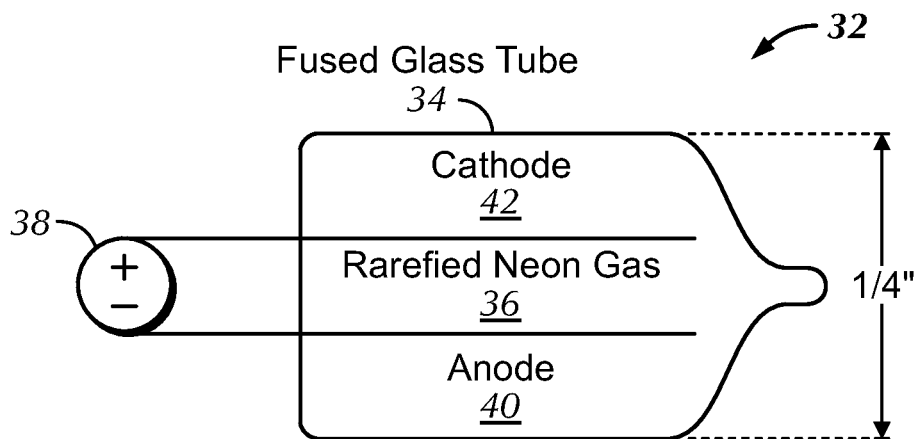 32
Fused Glass Tube
34
Cathode
42
38
+
Rarefied Neon Gas
−
36
1/4"
Anode
40